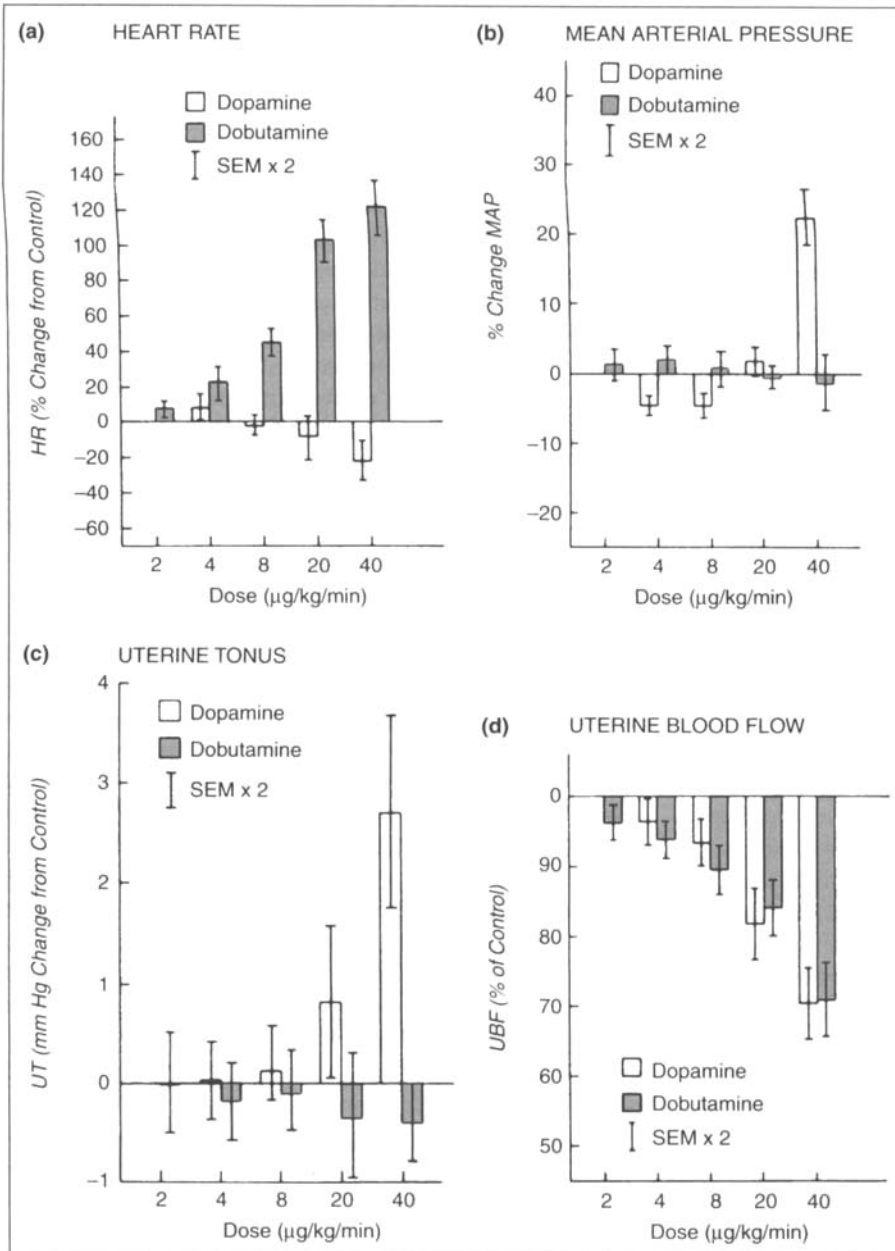 (a) HEART RATE
Dopamine
Dobutamine
SEM x 2
HR (% Change from Control)
160
140
120
100
80
60
40
20
0
−20
−40
−60
2 4 8 20 40
Dose (μg/kg/min)
(b) MEAN ARTERIAL PRESSURE
Dopamine
Dobutamine
SEM x 2
% Change MAP
40
30
20
10
0
−10
−20
2 4 8 20 40
Dose (μg/kg/min)
(c) UTERINE TONUS
Dopamine
Dobutamine
SEM x 2
UT (mm Hg Change from Control)
4
3
2
1
0
−1
2 4 8 20 40
Dose (μg/kg/min)
(d) UTERINE BLOOD FLOW
UBF (% of Control)
0
90
80
70
60
50
Dopamine
Dobutamine
SEM x 2
2 4 8 20 40
Dose (μg/kg/min)